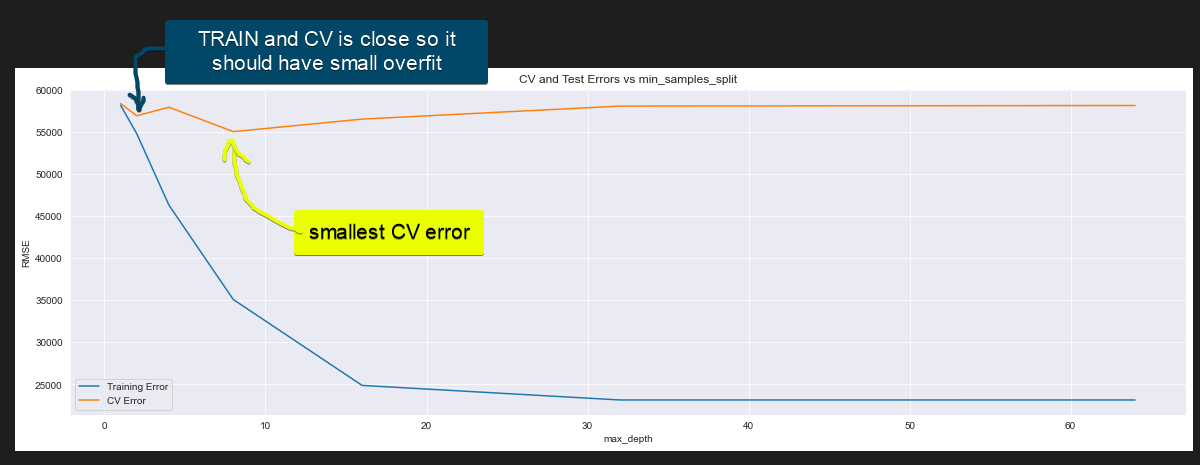 TRAIN and CV is close so it
should have small overfit
CV and Test Errors vs min_samples_split
60000
55000
50000
45000
40000
35000
30000
25000
RMSE
smallest CV error
Training Error
CV Error
0
10
20
30
40
50
60
max_depth